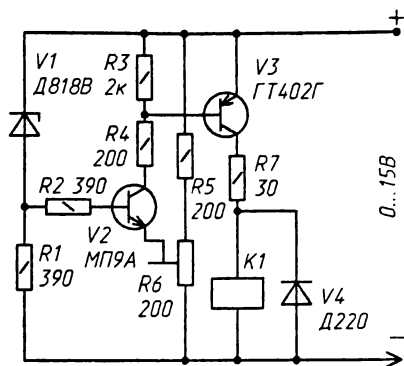 V1
Д818В
R3
2к
V3
ГТ402Г
R4
200
R2 390
R5
200
R7
30
0...15В
V2
МП9А
R1
390
R6
200
K1
V4
Д220
+
−